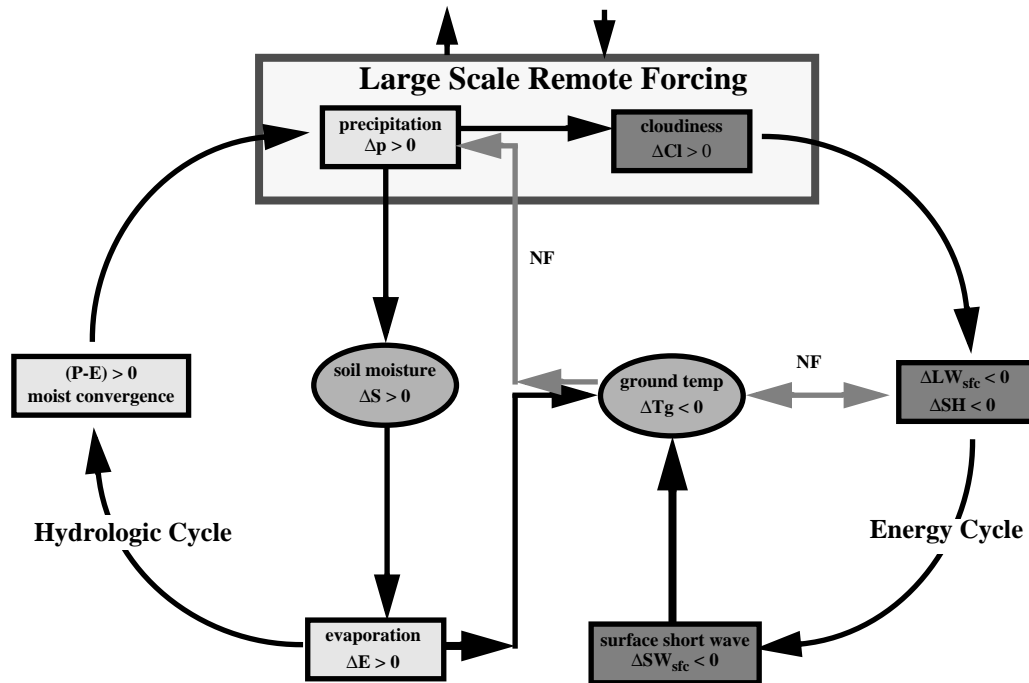 Large Scale Remote Forcing
precipitation
Δp > 0
cloudiness
ΔCl > 0
NF
(P-E) > 0
moist convergence
soil moisture
ΔS > 0
ground temp
ΔTg < 0
NF
ΔLWsfc < 0
ΔSH < 0
Hydrologic Cycle
Energy Cycle
evaporation
ΔE > 0
surface short wave
ΔSWsfc < 0